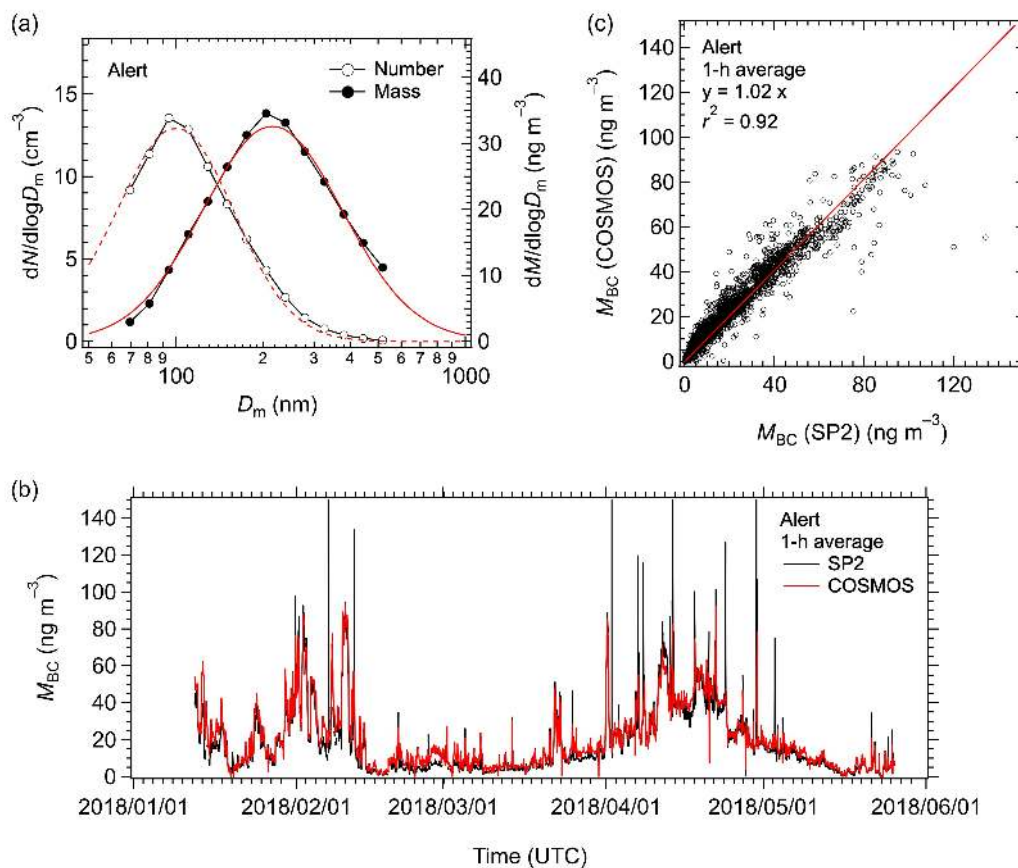 (a)
Alert
Number
Mass
dN/dlogDm (cm−3)
15
10
5
0
40
30
20
10
0
dM/dlogDm (ng m−3)
5 6 7 8 9 100 2 3 4 5 6 7 8 9 1000
Dm (nm)
(c)
Alert
1-h average
y = 1.02 x
r2 = 0.92
MBC (COSMOS) (ng m−3)
140
120
100
80
60
40
20
0
0 40 80 120
MBC (SP2) (ng m−3)
(b)
Alert
1-h average
SP2
COSMOS
MBC (ng m−3)
140
120
100
80
60
40
20
0
2018/01/01 2018/02/01 2018/03/01 2018/04/01 2018/05/01 2018/06/01
Time (UTC)